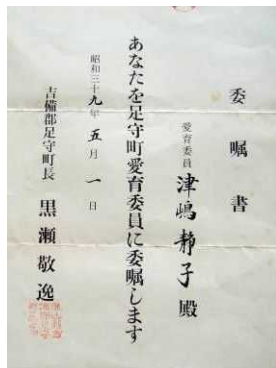 委嘱書
愛育委員 津嶋静子殿
あなたを足守町愛育委員に委嘱します
昭和三十九年五月一日
吉備郡足守町長 黒瀬敬逸